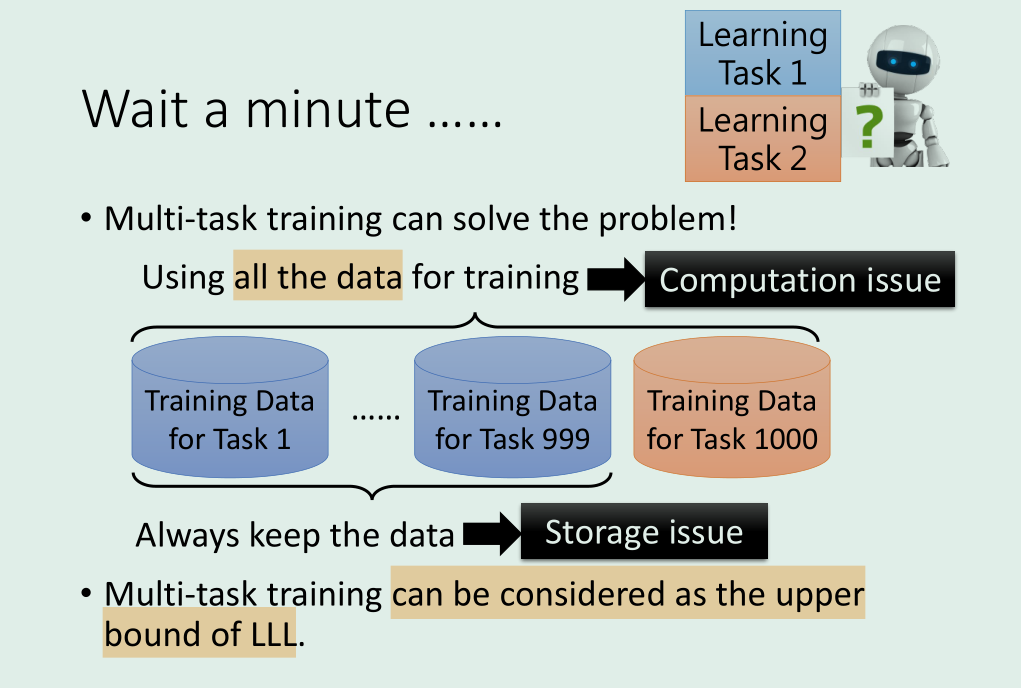 Learning
Task 1
Wait a minute ……
Learning
Task 2
?
• Multi-task training can solve the problem!
Using all the data for training
Computation issue
Training Data
for Task 1
……
Training Data
for Task 999
Training Data
for Task 1000
Always keep the data
Storage issue
• Multi-task training can be considered as the upper
bound of LLL.